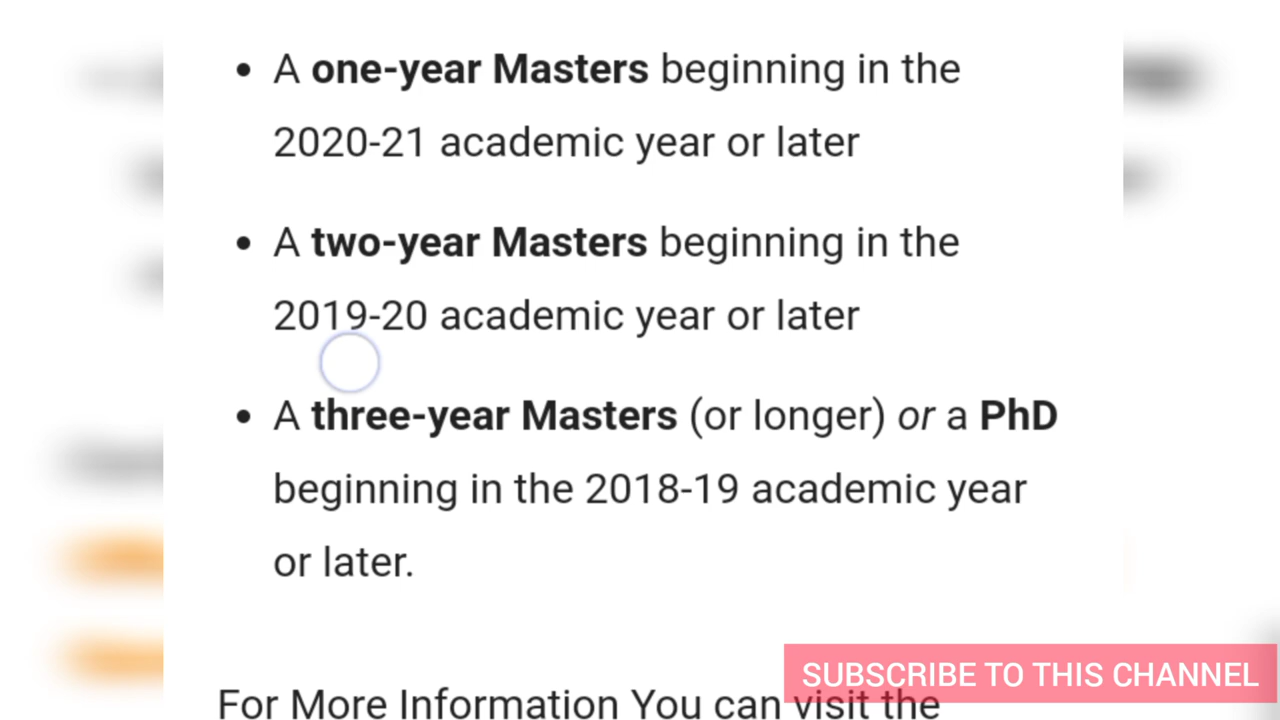 • A one-year Masters beginning in the
2020-21 academic year or later
• A two-year Masters beginning in the
2019-20 academic year or later
• A three-year Masters (or longer) or a PhD
beginning in the 2018-19 academic year
or later.
SUBSCRIBE TO THIS CHANNEL
For More Information You can visit the